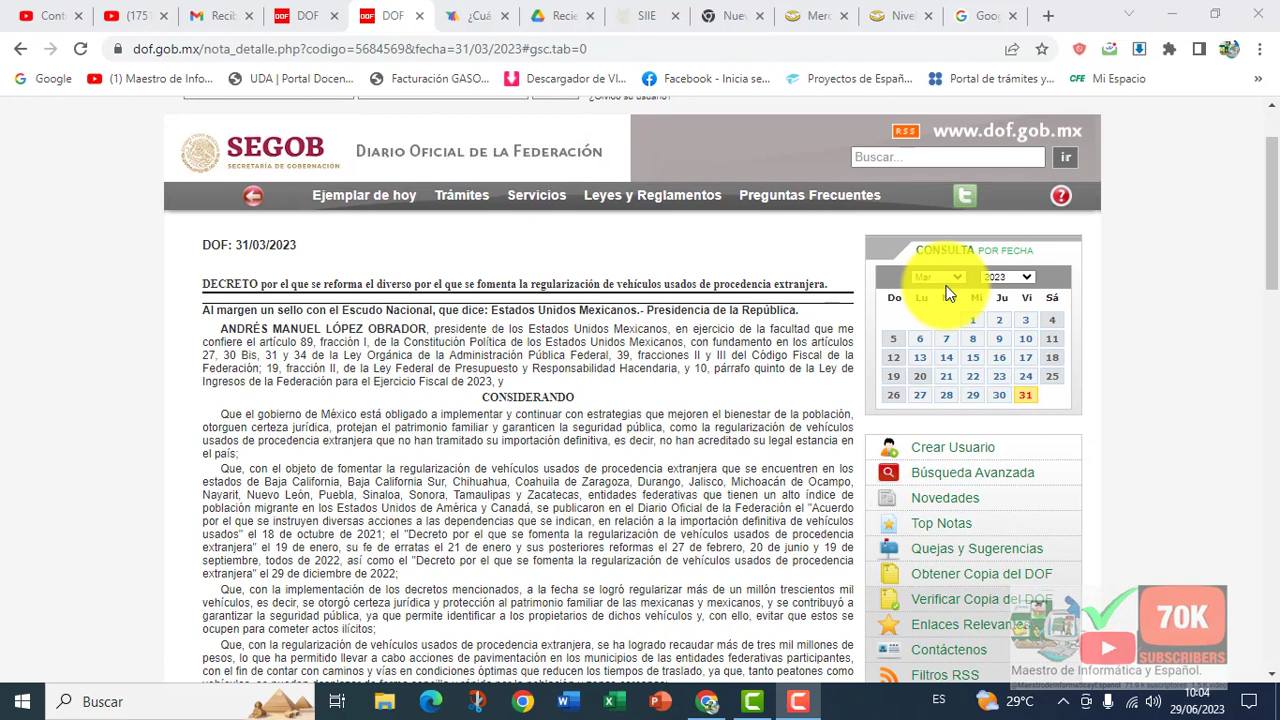 Cont
(175)
Recib
DOF
DOF
¿Cuá
Recie
SIIE
Nuev
Merc
Nivel
Goog
dof.gob.mx/nota_detalle.php?codigo=5684569&fecha=31/03/2023#gsc.tab=0
Google
(1) Maestro de Info...
UDA | Portal Docen...
Facturación GASO...
Descargador de VI...
Facebook - Inicia se...
Proyectos de Españ...
Portal de trámites y...
CFE Mi Espacio
»
¿Olvidó su usuario?
SEGOB
SECRETARÍA DE GOBERNACIÓN
DIARIO OFICIAL DE LA FEDERACIÓN
RSS www.dof.gob.mx
Buscar... ir
Ejemplar de hoy Trámites Servicios Leyes y Reglamentos Preguntas Frecuentes
DOF: 31/03/2023
DECRETO por el que se reforma el diverso por el que se fomenta la regularización de vehículos usados de procedencia extranjera.
Al margen un sello con el Escudo Nacional, que dice: Estados Unidos Mexicanos.- Presidencia de la República.
ANDRÉS MANUEL LÓPEZ OBRADOR, presidente de los Estados Unidos Mexicanos, en ejercicio de la facultad que me
confiere el artículo 89, fracción I, de la Constitución Política de los Estados Unidos Mexicanos, con fundamento en los artículos
27, 30 Bis, 31 y 34 de la Ley Orgánica de la Administración Pública Federal, 39, fracciones II y III del Código Fiscal de la
Federación; 19, fracción II, de la Ley Federal de Presupuesto y Responsabilidad Hacendaria, y 10, párrafo quinto de la Ley de
Ingresos de la Federación para el Ejercicio Fiscal de 2023, y
CONSIDERANDO
Que el gobierno de México está obligado a implementar y continuar con estrategias que mejoren el bienestar de la población,
otorguen certeza jurídica, protejan el patrimonio familiar y garanticen la seguridad pública, como la regularización de vehículos
usados de procedencia extranjera que no han tramitado su importación definitiva, es decir, no han acreditado su legal estancia en
el país;
Que, con el objeto de fomentar la regularización de vehículos usados de procedencia extranjera que se encuentren en los
estados de Baja California, Baja California Sur, Chihuahua, Coahuila de Zaragoza, Durango, Jalisco, Michoacán de Ocampo,
Nayarit, Nuevo León, Puebla, Sinaloa, Sonora, Tamaulipas y Zacatecas, entidades federativas que tienen un alto índice de
población migrante en los Estados Unidos de América y Canadá, se publicaron en el Diario Oficial de la Federación el "Acuerdo
por el que se instruyen diversas acciones a las dependencias que se indican, en relación a la importación definitiva de vehículos
usados" el 18 de octubre de 2021; el "Decreto por el que se fomenta la regularización de vehículos usados de procedencia
extranjera" el 19 de enero, su fe de erratas el 21 de enero y sus posteriores reformas el 27 de febrero, 20 de junio y 19 de
septiembre, todos de 2022, así como el "Decreto por el que se fomenta la regularización de vehículos usados de procedencia
extranjera" el 29 de diciembre de 2022;
Que, con la implementación de los decretos mencionados, a la fecha se logró regularizar más de un millón trescientos mil
vehículos, es decir, se otorgó certeza jurídica y protección al patrimonio familiar de las mexicanas y mexicanos, y se contribuyó a
garantizar la seguridad pública, ya que permite identificar a los propietarios de dichos vehículos y, con ello, evitar que estos se
ocupen para cometer actos ilícitos;
Que, con la regularización de vehículos usados de procedencia extranjera, se ha logrado recaudar más de tres mil millones de
pesos, lo que ha permitido llevar a cabo acciones de pavimentación en los municipios de las entidades federativas participantes,
con el fin de contar con caminos y vías en condiciones óptimas que reducen los tiempos de traslado, ya que, tanto peatones como
CONSULTA POR FECHA
Mar 2023
Do Lu Mi Ju Vi Sá
1 2 3 4
5 6 7 8 9 10 11
12 13 14 15 16 17 18
19 20 21 22 23 24 25
26 27 28 29 30 31
Crear Usuario
Búsqueda Avanzada
Novedades
Top Notas
Quejas y Sugerencias
Obtener Copia del DOF
Verificar Copia del DOF
Enlaces Relevantes
Contáctenos
Filtros RSS
70K
SUBSCRIBERS
Maestro de Informática y Español.
Buscar
ES
29°C
10:04
29/06/2023